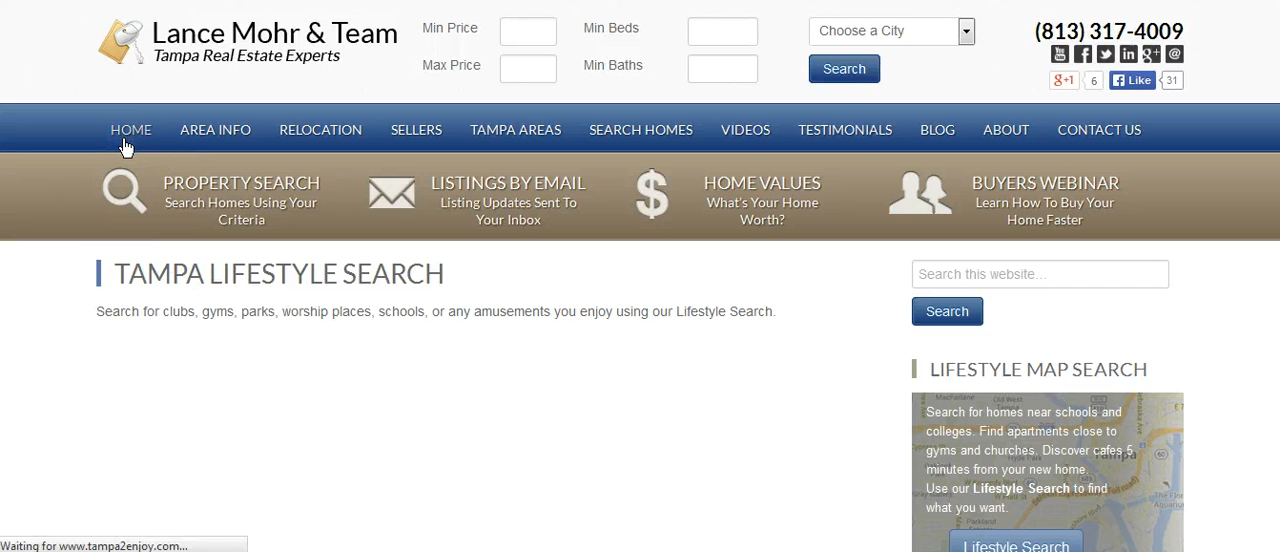 Lance Mohr & Team
Tampa Real Estate Experts
Min Price
Max Price
Min Beds
Min Baths
Choose a City
Search
(813) 317-4009
g+1 6 Like 31
HOME AREA INFO RELOCATION SELLERS TAMPA AREAS SEARCH HOMES VIDEOS TESTIMONIALS BLOG ABOUT CONTACT US
PROPERTY SEARCH
Search Homes Using Your
Criteria
LISTINGS BY EMAIL
Listing Updates Sent To
Your Inbox
HOME VALUES
What's Your Home
Worth?
BUYERS WEBINAR
Learn How To Buy Your
Home Faster
TAMPA LIFESTYLE SEARCH
Search for clubs, gyms, parks, worship places, schools, or any amusements you enjoy using our Lifestyle Search.
Search this website...
Search
LIFESTYLE MAP SEARCH
Search for homes near schools and
colleges. Find apartments close to
gyms and churches. Discover cafes 5
minutes from your new home.
Use our Lifestyle Search to find
what you want.
Tampa
Lifestyle Search
Waiting for www.tampa2enjoy.com...